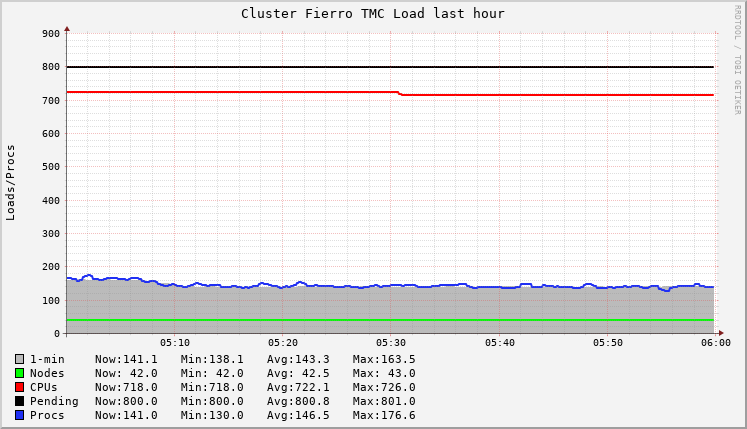 Cluster Fierro TMC Load last hour
RRDTOOL / TOBI OETIKER
Loads/Procs
900
800
700
600
500
400
300
200
100
0
05:10 05:20 05:30 05:40 05:50 06:00
1-min Now:141.1 Min:138.1 Avg:143.3 Max:163.5
Nodes Now: 42.0 Min: 42.0 Avg: 42.5 Max: 43.0
CPUs Now:718.0 Min:718.0 Avg:722.1 Max:726.0
Pending Now:800.0 Min:800.0 Avg:800.8 Max:801.0
Procs Now:141.0 Min:130.0 Avg:146.5 Max:176.6